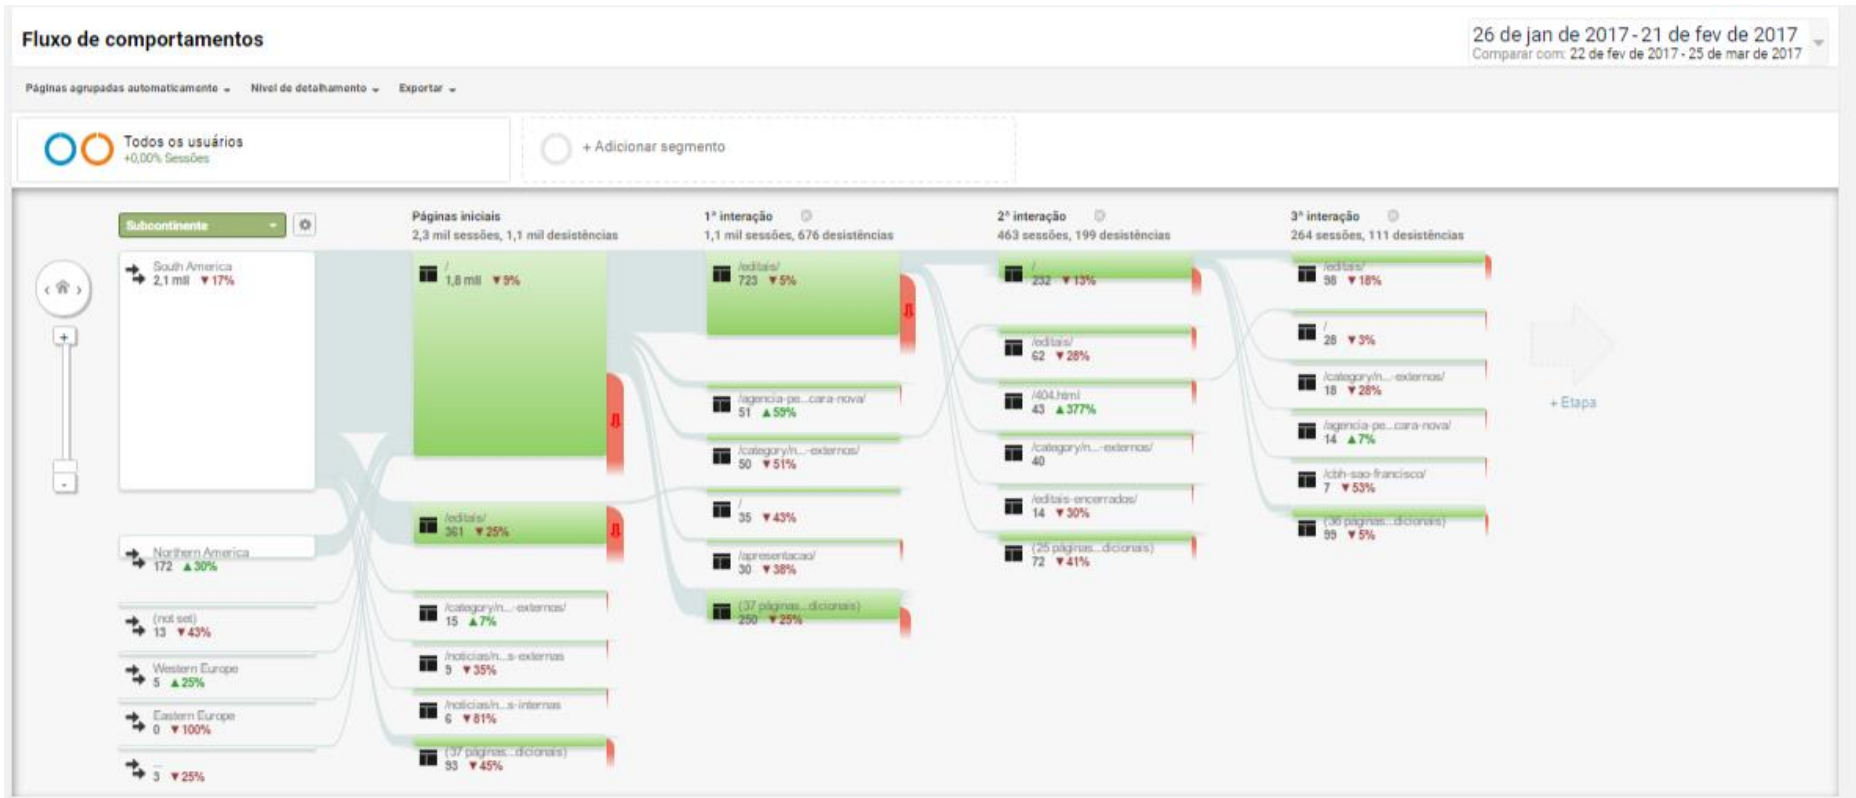 Fluxo de comportamentos
26 de jan de 2017 - 21 de fev de 2017
Comparar com: 22 de fev de 2017 - 25 de mar de 2017
Páginas agrupadas automaticamente
Nível de detalhamento
Exportar
Todos os usuários
+0,00% Sessões
+ Adicionar segmento
Subcontinente
South America
2,1 mil ▼17%
Northern America
172 ▲30%
(not set)
13 ▼43%
Western Europe
5 ▲25%
Eastern Europe
0 ▼100%
...
3 ▼25%
Páginas iniciais
2,3 mil sessões, 1,1 mil desistências
/
1,8 mil ▼9%
/editais/
361 ▼25%
/category/n...-externos/
15 ▲7%
/noticias/n...s-externas
9 ▼35%
/noticias/n...s-internas
6 ▼81%
(37 páginas...dicionais)
93 ▼45%
1ª interação
1,1 mil sessões, 676 desistências
/editais/
723 ▼5%
/agencia-pe...cara-nova/
51 ▲59%
/category/n...-externos/
50 ▼51%
/
35 ▼43%
/apresentacao/
30 ▼38%
(37 páginas...dicionais)
250 ▼25%
2ª interação
463 sessões, 199 desistências
/
232 ▼13%
/editais/
62 ▼28%
/404.html
43 ▲377%
/category/n...-externos/
40
/editais-encerrados/
14 ▼30%
(25 páginas...dicionais)
72 ▼41%
3ª interação
264 sessões, 111 desistências
/editais/
98 ▼18%
/
28 ▼3%
/category/n...-externos/
18 ▼28%
/agencia-pe...cara-nova/
14 ▲7%
/cbh-sao-francisco/
7 ▼53%
(36 páginas...dicionais)
99 ▼5%
+ Etapa